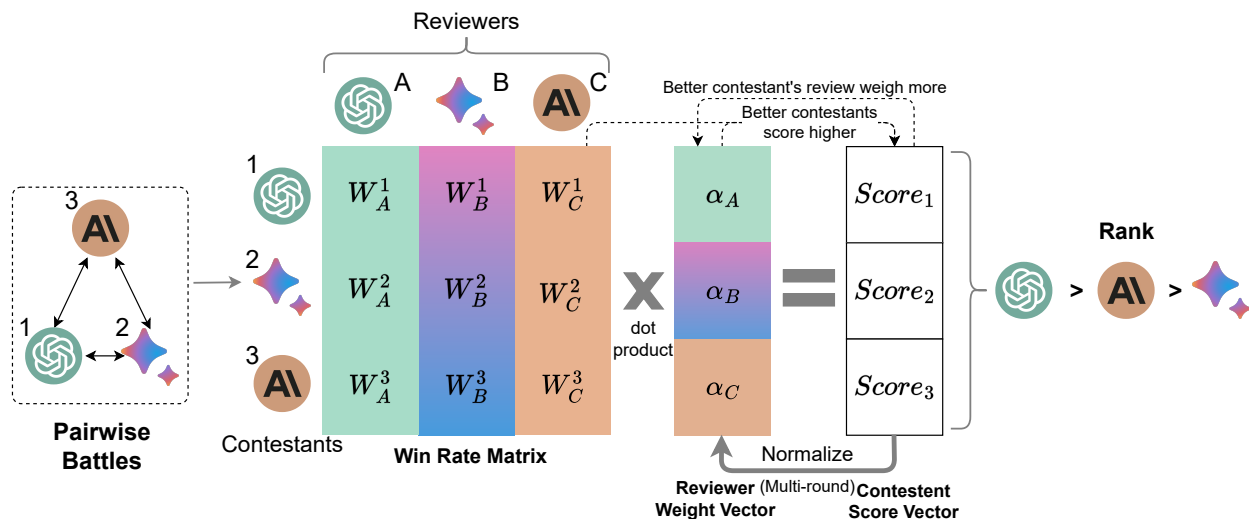 Reviewers
A
B
C
Better contestant's review weigh more
Better contestants
score higher
1
2
3
3
1
2
W_A^1 W_B^1 W_C^1
W_A^2 W_B^2 W_C^2
W_A^3 W_B^3 W_C^3
x
dot
product
α_A
α_B
α_C
=
Score_1
Score_2
Score_3
Rank
> >
Pairwise
Battles
Contestants
Win Rate Matrix
Normalize
(Multi-round)
Reviewer
Weight Vector
Contestent
Score Vector